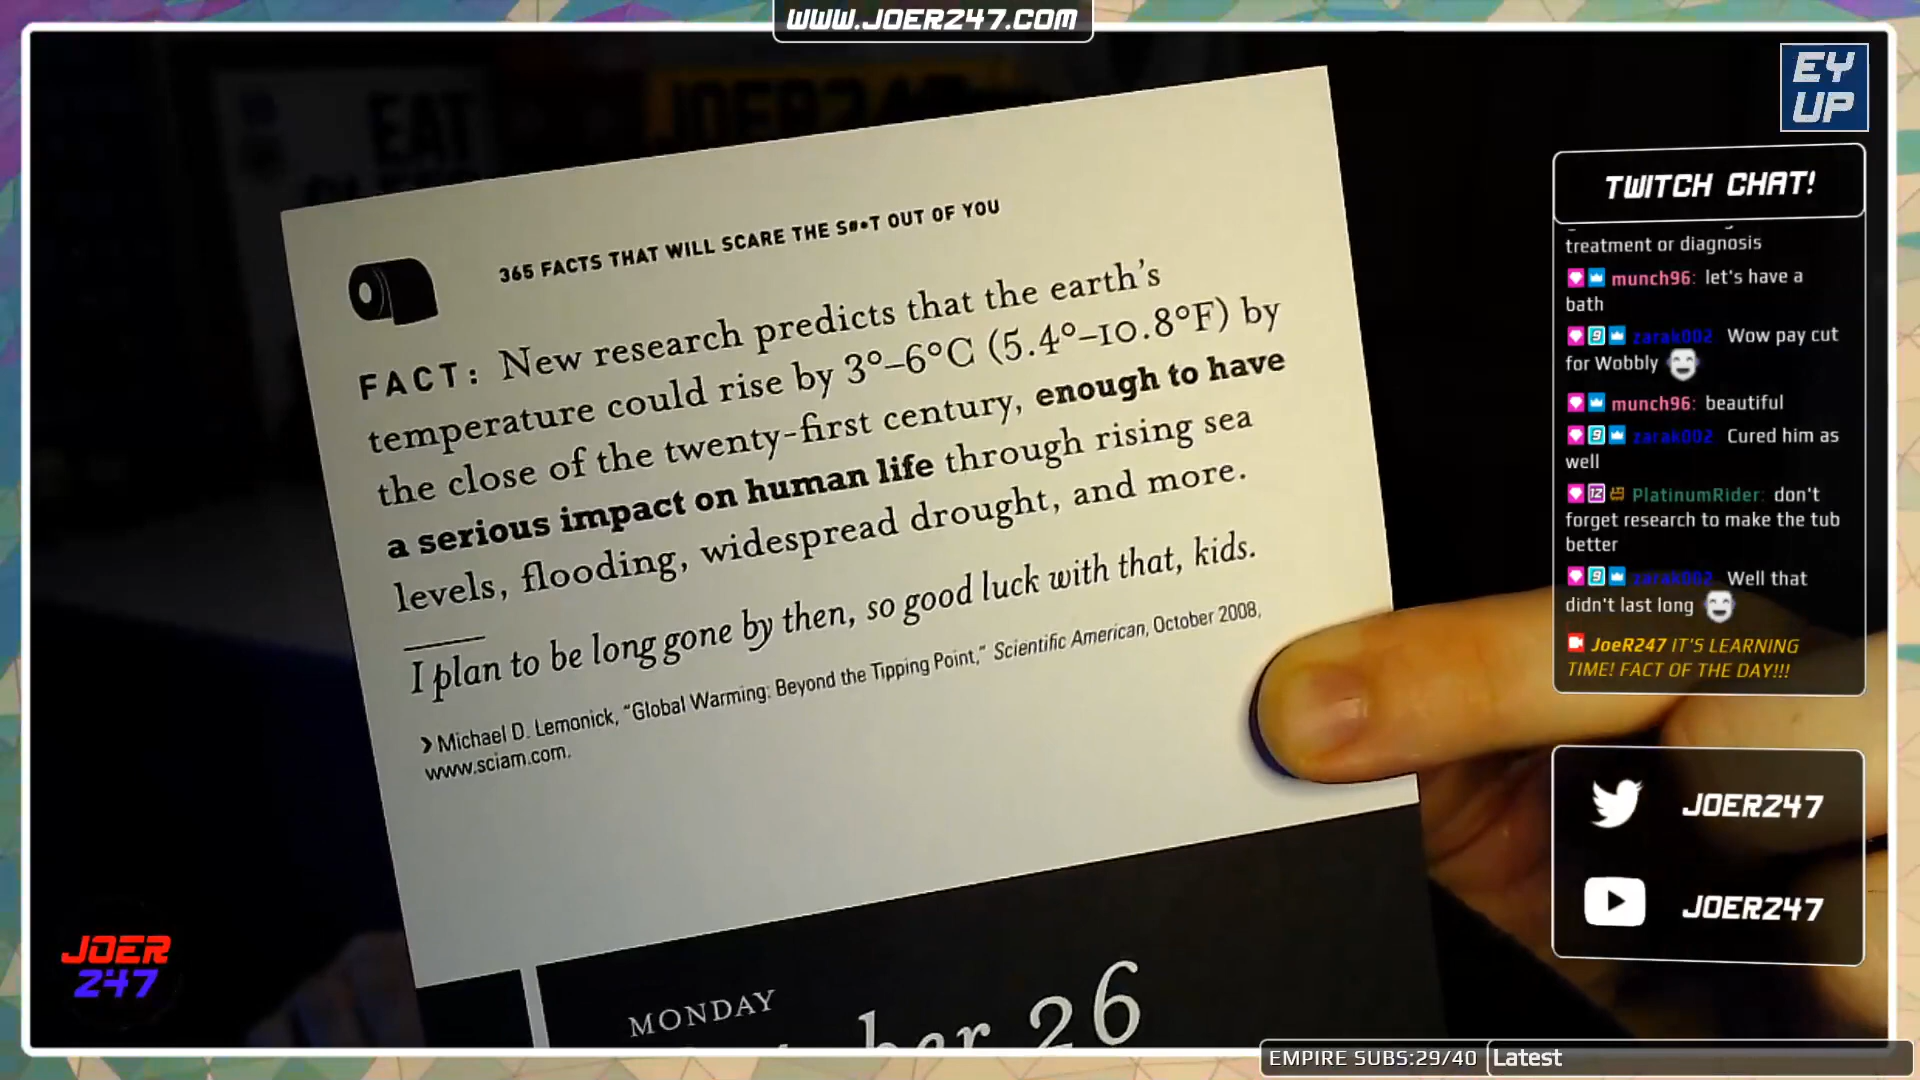 WWW.JOER247.COM
EY
UP
EAT
JOER247
365 FACTS THAT WILL SCARE THE S#*T OUT OF YOU
FACT: New research predicts that the earth's
temperature could rise by 3°–6°C (5.4°–10.8°F) by
the close of the twenty-first century, enough to have
a serious impact on human life through rising sea
levels, flooding, widespread drought, and more.
I plan to be long gone by then, so good luck with that, kids.
❯ Michael D. Lemonick, "Global Warming: Beyond the Tipping Point," Scientific American, October 2008,
www.sciam.com.
MONDAY
ber 26
TWITCH CHAT!
treatment or diagnosis
munch96: let's have a
bath
zarak002 Wow pay cut
for Wobbly
munch96: beautiful
zarak002 Cured him as
well
PlatinumRider: don't
forget research to make the tub
better
zarak002 Well that
didn't last long
JoeR247 IT'S LEARNING
TIME! FACT OF THE DAY!!!
JOER247
JOER247
JOER
247
EMPIRE SUBS:29/40 Latest